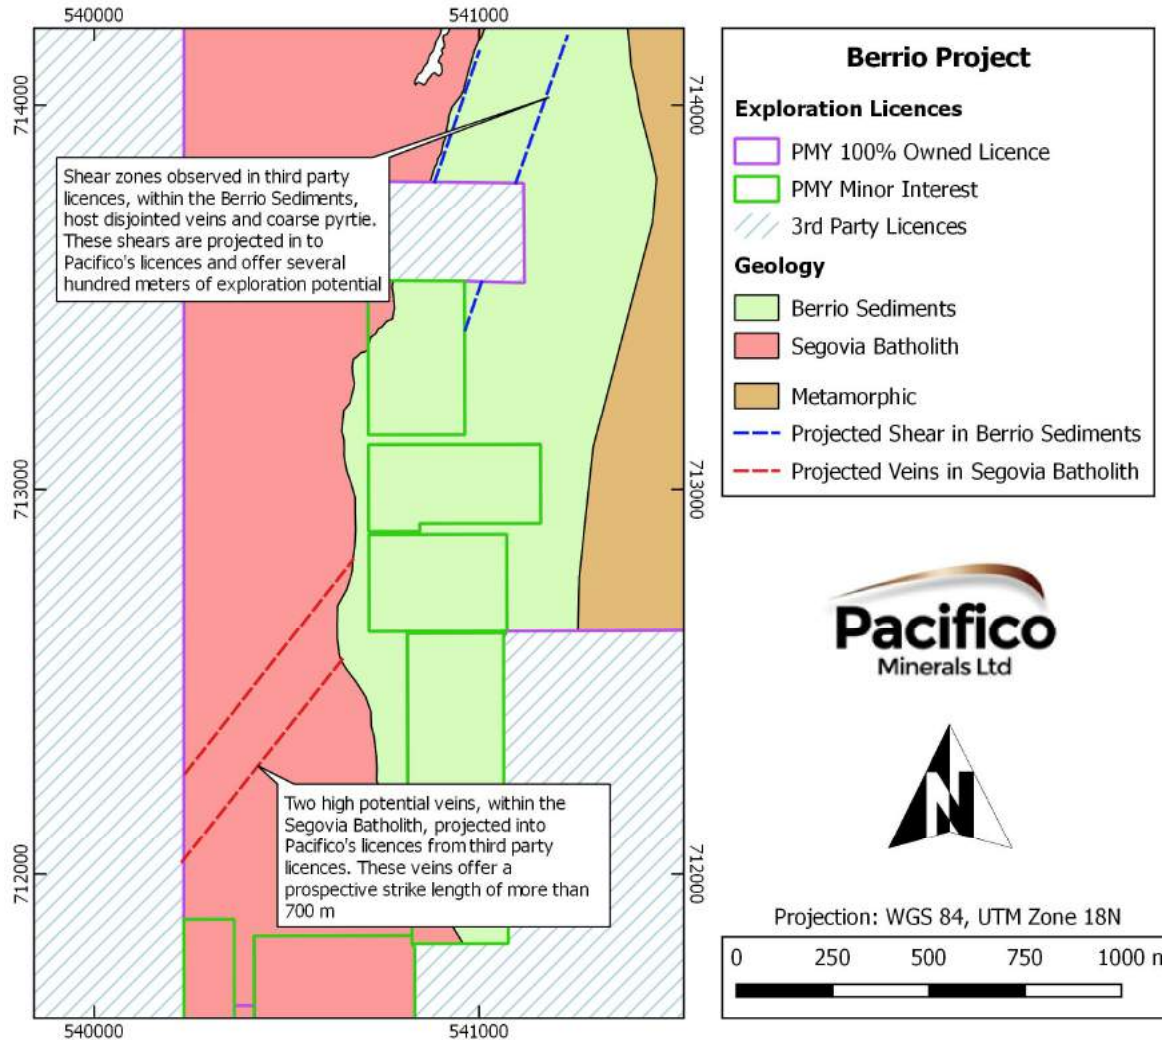 540000
541000
714000
714000
Shear zones observed in third party
licences, within the Berrio Sediments,
host disjointed veins and coarse pyrtie.
These shears are projected in to
Pacifico's licences and offer several
hundred meters of exploration potential
713000
713000
Two high potential veins, within the
Segovia Batholith, projected into
Pacifico's licences from third party
licences. These veins offer a
prospective strike length of more than
700 m
712000
712000
540000
541000
Berrio Project
Exploration Licences
PMY 100% Owned Licence
PMY Minor Interest
3rd Party Licences
Geology
Berrio Sediments
Segovia Batholith
Metamorphic
Projected Shear in Berrio Sediments
Projected Veins in Segovia Batholith
Pacifico
Minerals Ltd
N
Projection: WGS 84, UTM Zone 18N
0 250 500 750 1000 m